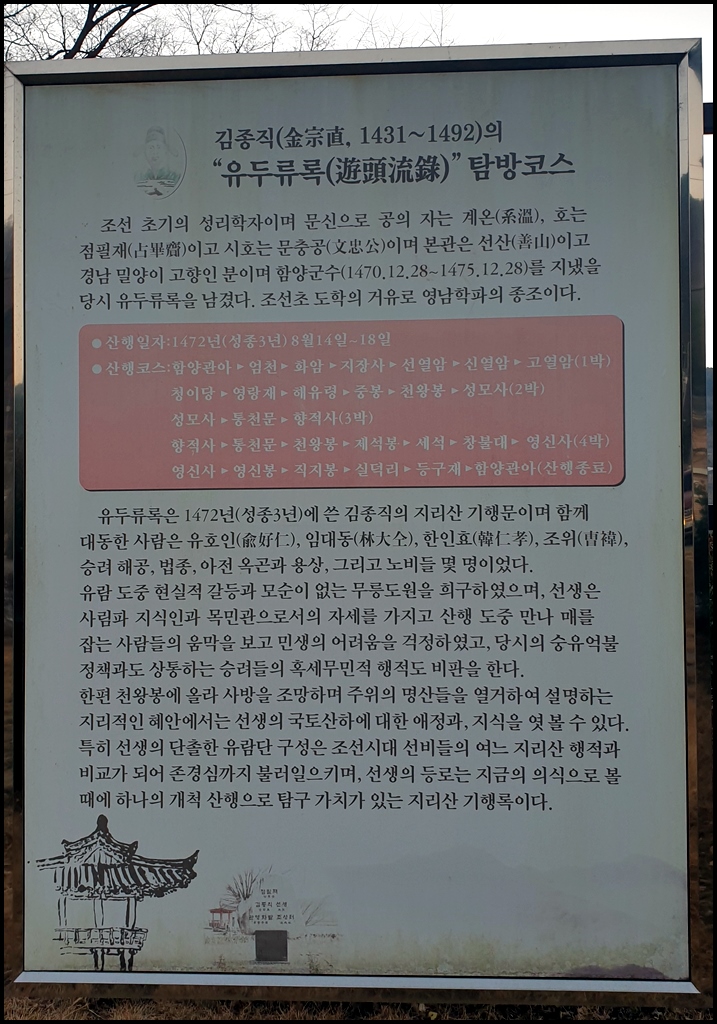 김종직(金宗直, 1431~1492)의
“유두류록(遊頭流錄)” 탐방코스
조선 초기의 성리학자이며 문신으로 공의 자는 계온(系溫), 호는
점필재(占畢齋)이고 시호는 문충공(文忠公)이며 본관은 선산(善山)이고
경남 밀양이 고향인 분이며 함양군수(1470.12.28~1475.12.28)를 지냈을
당시 유두류록을 남겼다. 조선초 도학의 거유로 영남학파의 종조이다.
● 산행일자:1472년(성종3년) 8월14일~18일
● 산행코스:함양관아▸엄천▸화암▸지장사▸선열암▸신열암▸고열암(1박)
청이당▸영랑재▸해유령▸중봉▸천왕봉▸성모사(2박)
성모사▸통천문▸향적사(3박)
향적사▸통천문▸천왕봉▸제석봉▸세석▸창불대▸영신사(4박)
영신사▸영신봉▸직지봉▸실덕리▸등구재▸함양관아(산행종료)
유두류록은 1472년(성종3년)에 쓴 김종직의 지리산 기행문이며 함께
대동한 사람은 유호인(兪好仁), 임대동(林大仝), 한인효(韓仁孝), 조위(曺褘),
승려 해공, 법종, 아전 옥곤과 용상, 그리고 노비들 몇 명이었다.
유람 도중 현실적 갈등과 모순이 없는 무릉도원을 희구하였으며, 선생은
사림파 지식인과 목민관으로서의 자세를 가지고 산행 도중 만나 매를
잡는 사람들의 움막을 보고 민생의 어려움을 걱정하였고, 당시의 숭유억불
정책과도 상통하는 승려들의 혹세무민적 행적도 비판을 한다.
한편 천왕봉에 올라 사방을 조망하며 주위의 명산들을 열거하여 설명하는
지리적인 혜안에서는 선생의 국토산하에 대한 애정과, 지식을 엿 볼 수 있다.
특히 선생의 단촐한 유람단 구성은 조선시대 선비들의 여느 지리산 행적과
비교가 되어 존경심까지 불러일으키며, 선생의 등로는 지금의 의식으로 볼
때에 하나의 개척 산행으로 탐구 가치가 있는 지리산 기행록이다.
점필재
김종직 선생